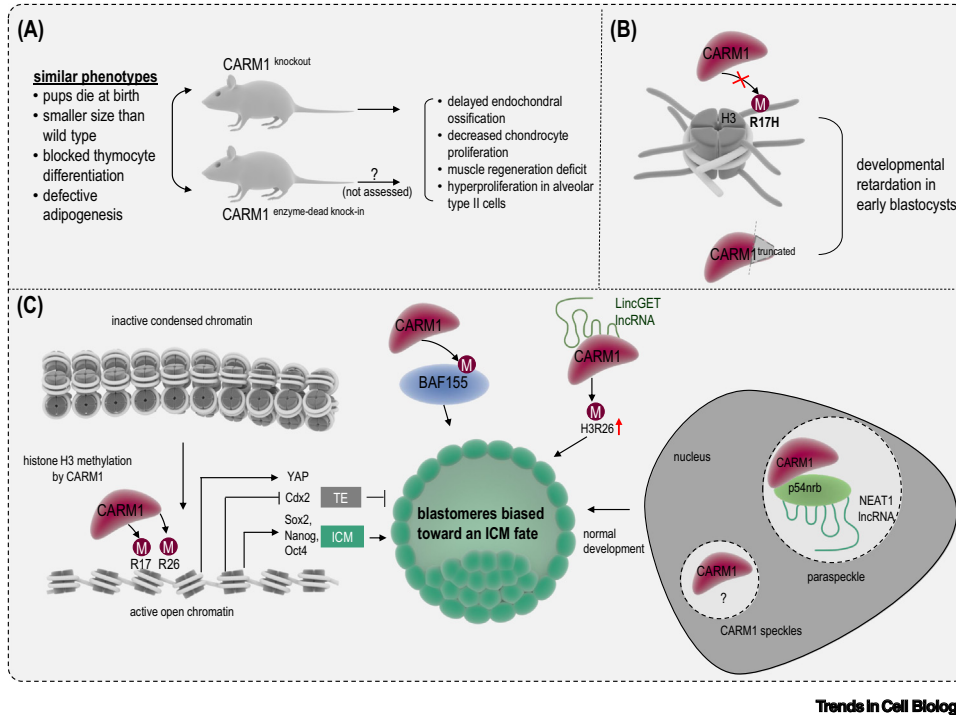 (A)
similar phenotypes
• pups die at birth
• smaller size than
wild type
• blocked thymocyte
differentiation
• defective
adipogenesis
CARM1 knockout
?
(not assessed)
CARM1 enzyme-dead knock-in
• delayed endochondral
ossification
• decreased chondrocyte
proliferation
• muscle regeneration deficit
• hyperproliferation in alveolar
type II cells
(B)
CARM1
M
H3
R17H
CARM1 truncated
developmental
retardation in
early blastocysts
(C)
inactive condensed chromatin
histone H3 methylation
by CARM1
CARM1
M
M
R17
R26
active open chromatin
YAP
Cdx2
TE
Sox2,
Nanog,
Oct4
ICM
CARM1
M
BAF155
LincGET
lncRNA
CARM1
M
H3R26
blastomeres biased
toward an ICM fate
normal
development
nucleus
CARM1
p54nrb
NEAT1
lncRNA
paraspeckle
CARM1
?
CARM1 speckles
Trends in Cell Biolog